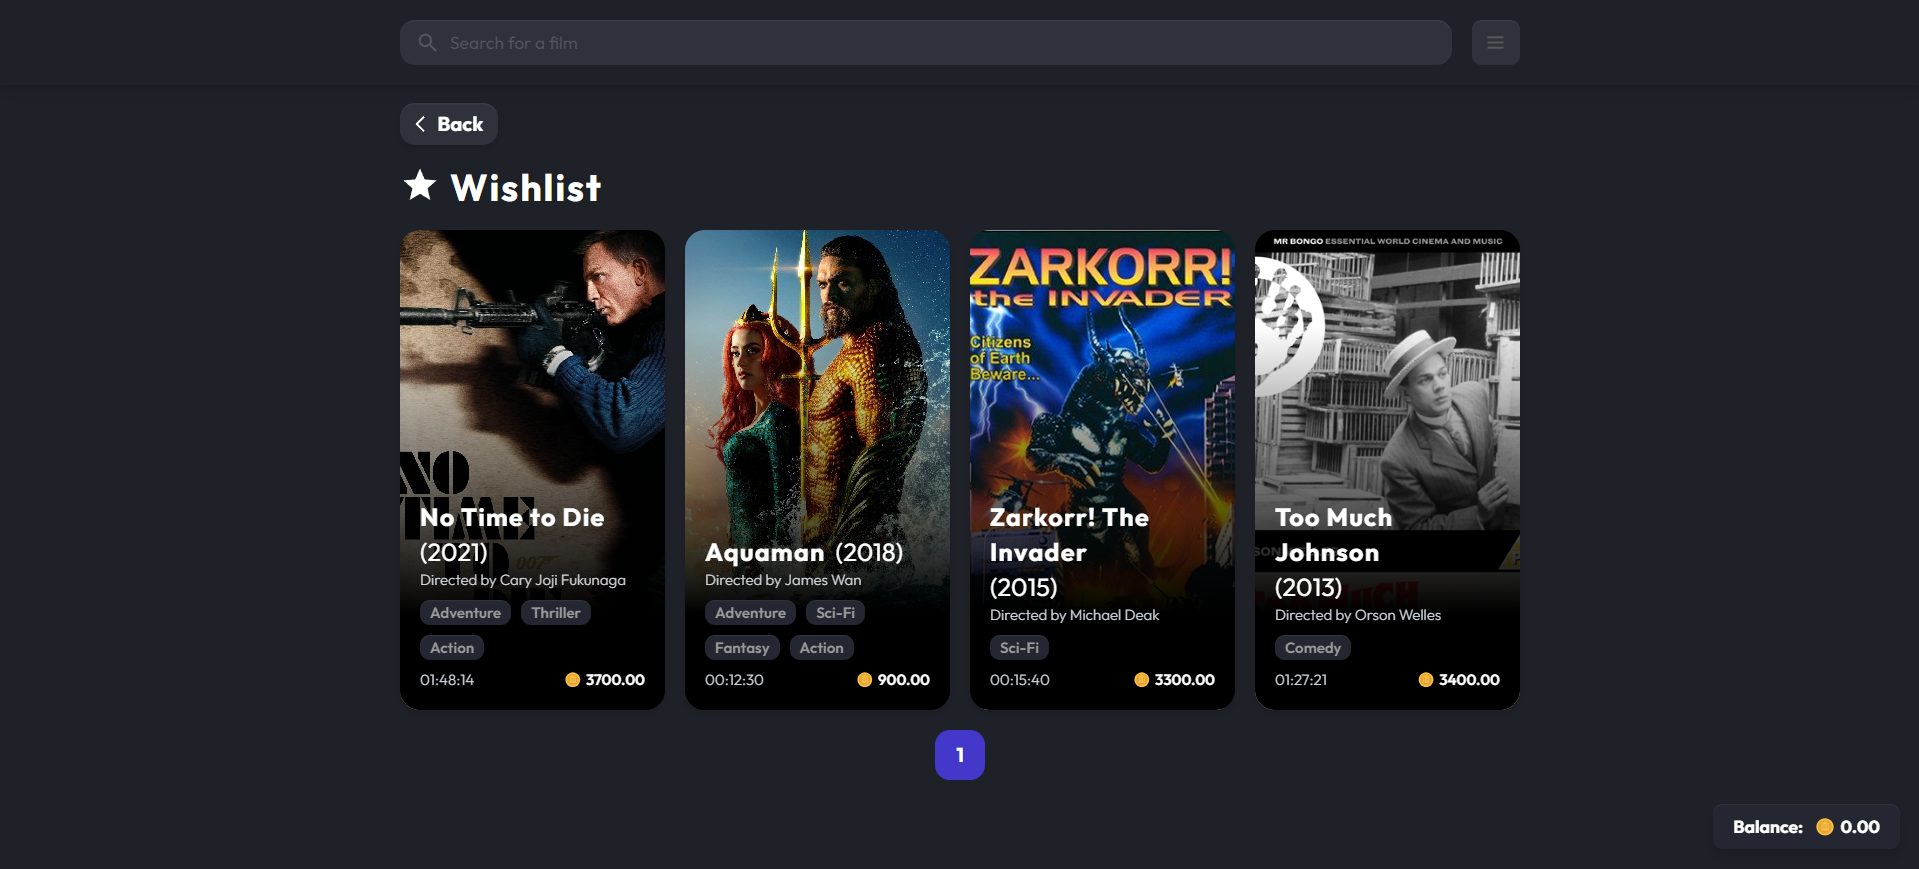 Search for a film
Back
Wishlist
NO
TIME
007
No Time to Die
(2021)
Directed by Cary Joji Fukunaga
Adventure Thriller
Action
01:48:14 3700.00
Aquaman (2018)
Directed by James Wan
Adventure Sci-Fi
Fantasy Action
00:12:30 900.00
ZARKORR!
the INVADER
Citizens
of Earth
Beware...
Zarkorr! The
Invader
(2015)
Directed by Michael Deak
Sci-Fi
00:15:40 3300.00
MR BONGO ESSENTIAL WORLD CINEMA AND MUSIC
Too Much
Johnson
(2013)
Directed by Orson Welles
Comedy
01:27:21 3400.00
1
Balance: 0.00